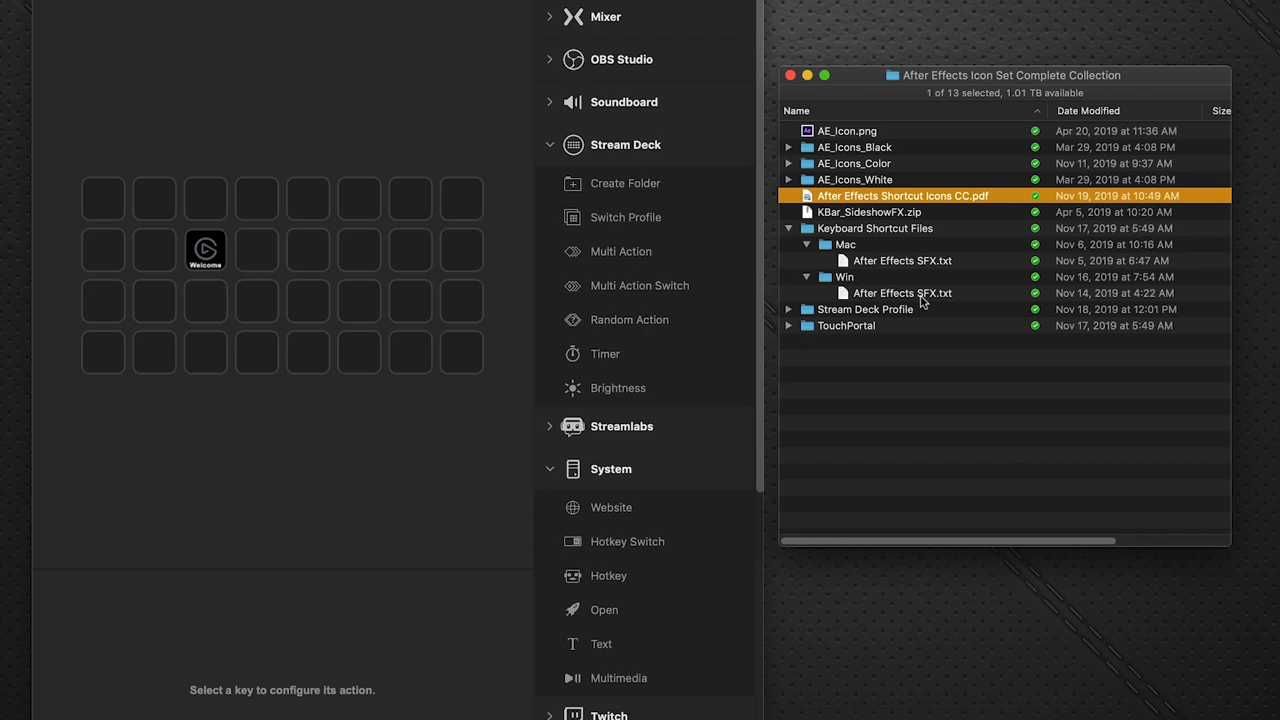 Mixer
OBS Studio
Soundboard
Stream Deck
Create Folder
Switch Profile
Multi Action
Multi Action Switch
Random Action
Timer
Brightness
Streamlabs
System
Website
Hotkey Switch
Hotkey
Open
Text
Multimedia
Twitch
Welcome
Select a key to configure its action.
After Effects Icon Set Complete Collection
1 of 13 selected, 1.01 TB available
Name Date Modified Size
AE_Icon.png Apr 20, 2019 at 11:36 AM
AE_Icons_Black Mar 29, 2019 at 4:08 PM
AE_Icons_Color Nov 11, 2019 at 9:37 AM
AE_Icons_White Mar 29, 2019 at 4:08 PM
After Effects Shortcut Icons CC.pdf Nov 19, 2019 at 10:49 AM
KBar_SideshowFX.zip Apr 5, 2019 at 10:20 AM
Keyboard Shortcut Files Nov 17, 2019 at 5:49 AM
Mac Nov 6, 2019 at 10:16 AM
After Effects SFX.txt Nov 5, 2019 at 6:47 AM
Win Nov 16, 2019 at 7:54 AM
After Effects SFX.txt Nov 14, 2019 at 4:22 AM
Stream Deck Profile Nov 18, 2019 at 12:01 PM
TouchPortal Nov 17, 2019 at 5:49 AM